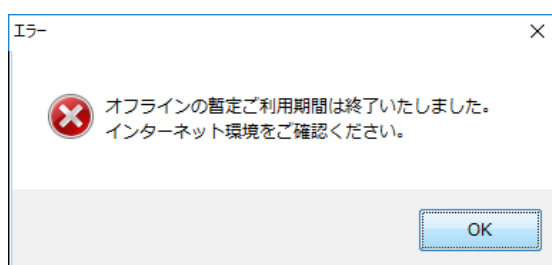 エラー
オフラインの暫定ご利用期間は終了いたしました。
インターネット環境をご確認ください。
OK